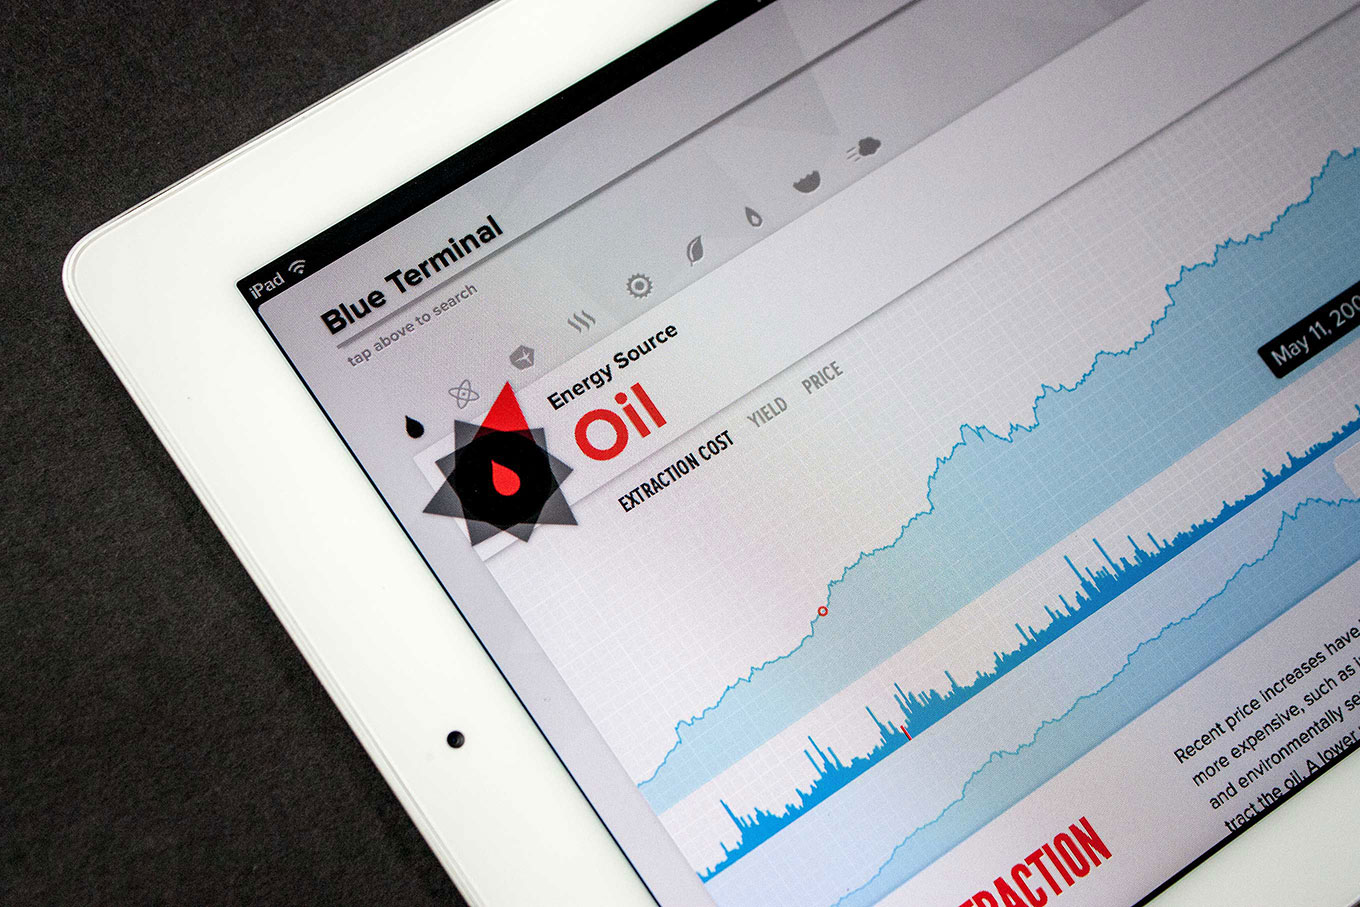 iPad
Blue Terminal
tap above to search
Energy Source
Oil
EXTRACTION COST YIELD PRICE
May 11, 200
Recent price increases have
more expensive, such as
and environmentally se
tract the oil. A lower
RACTION